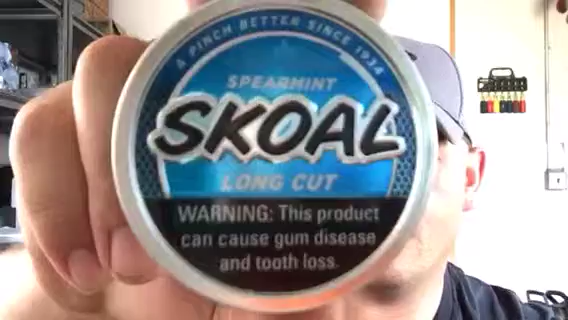 A PINCH BETTER SINCE 1934
SPEARMINT
SKOAL
LONG CUT
WARNING: This product
can cause gum disease
and tooth loss.